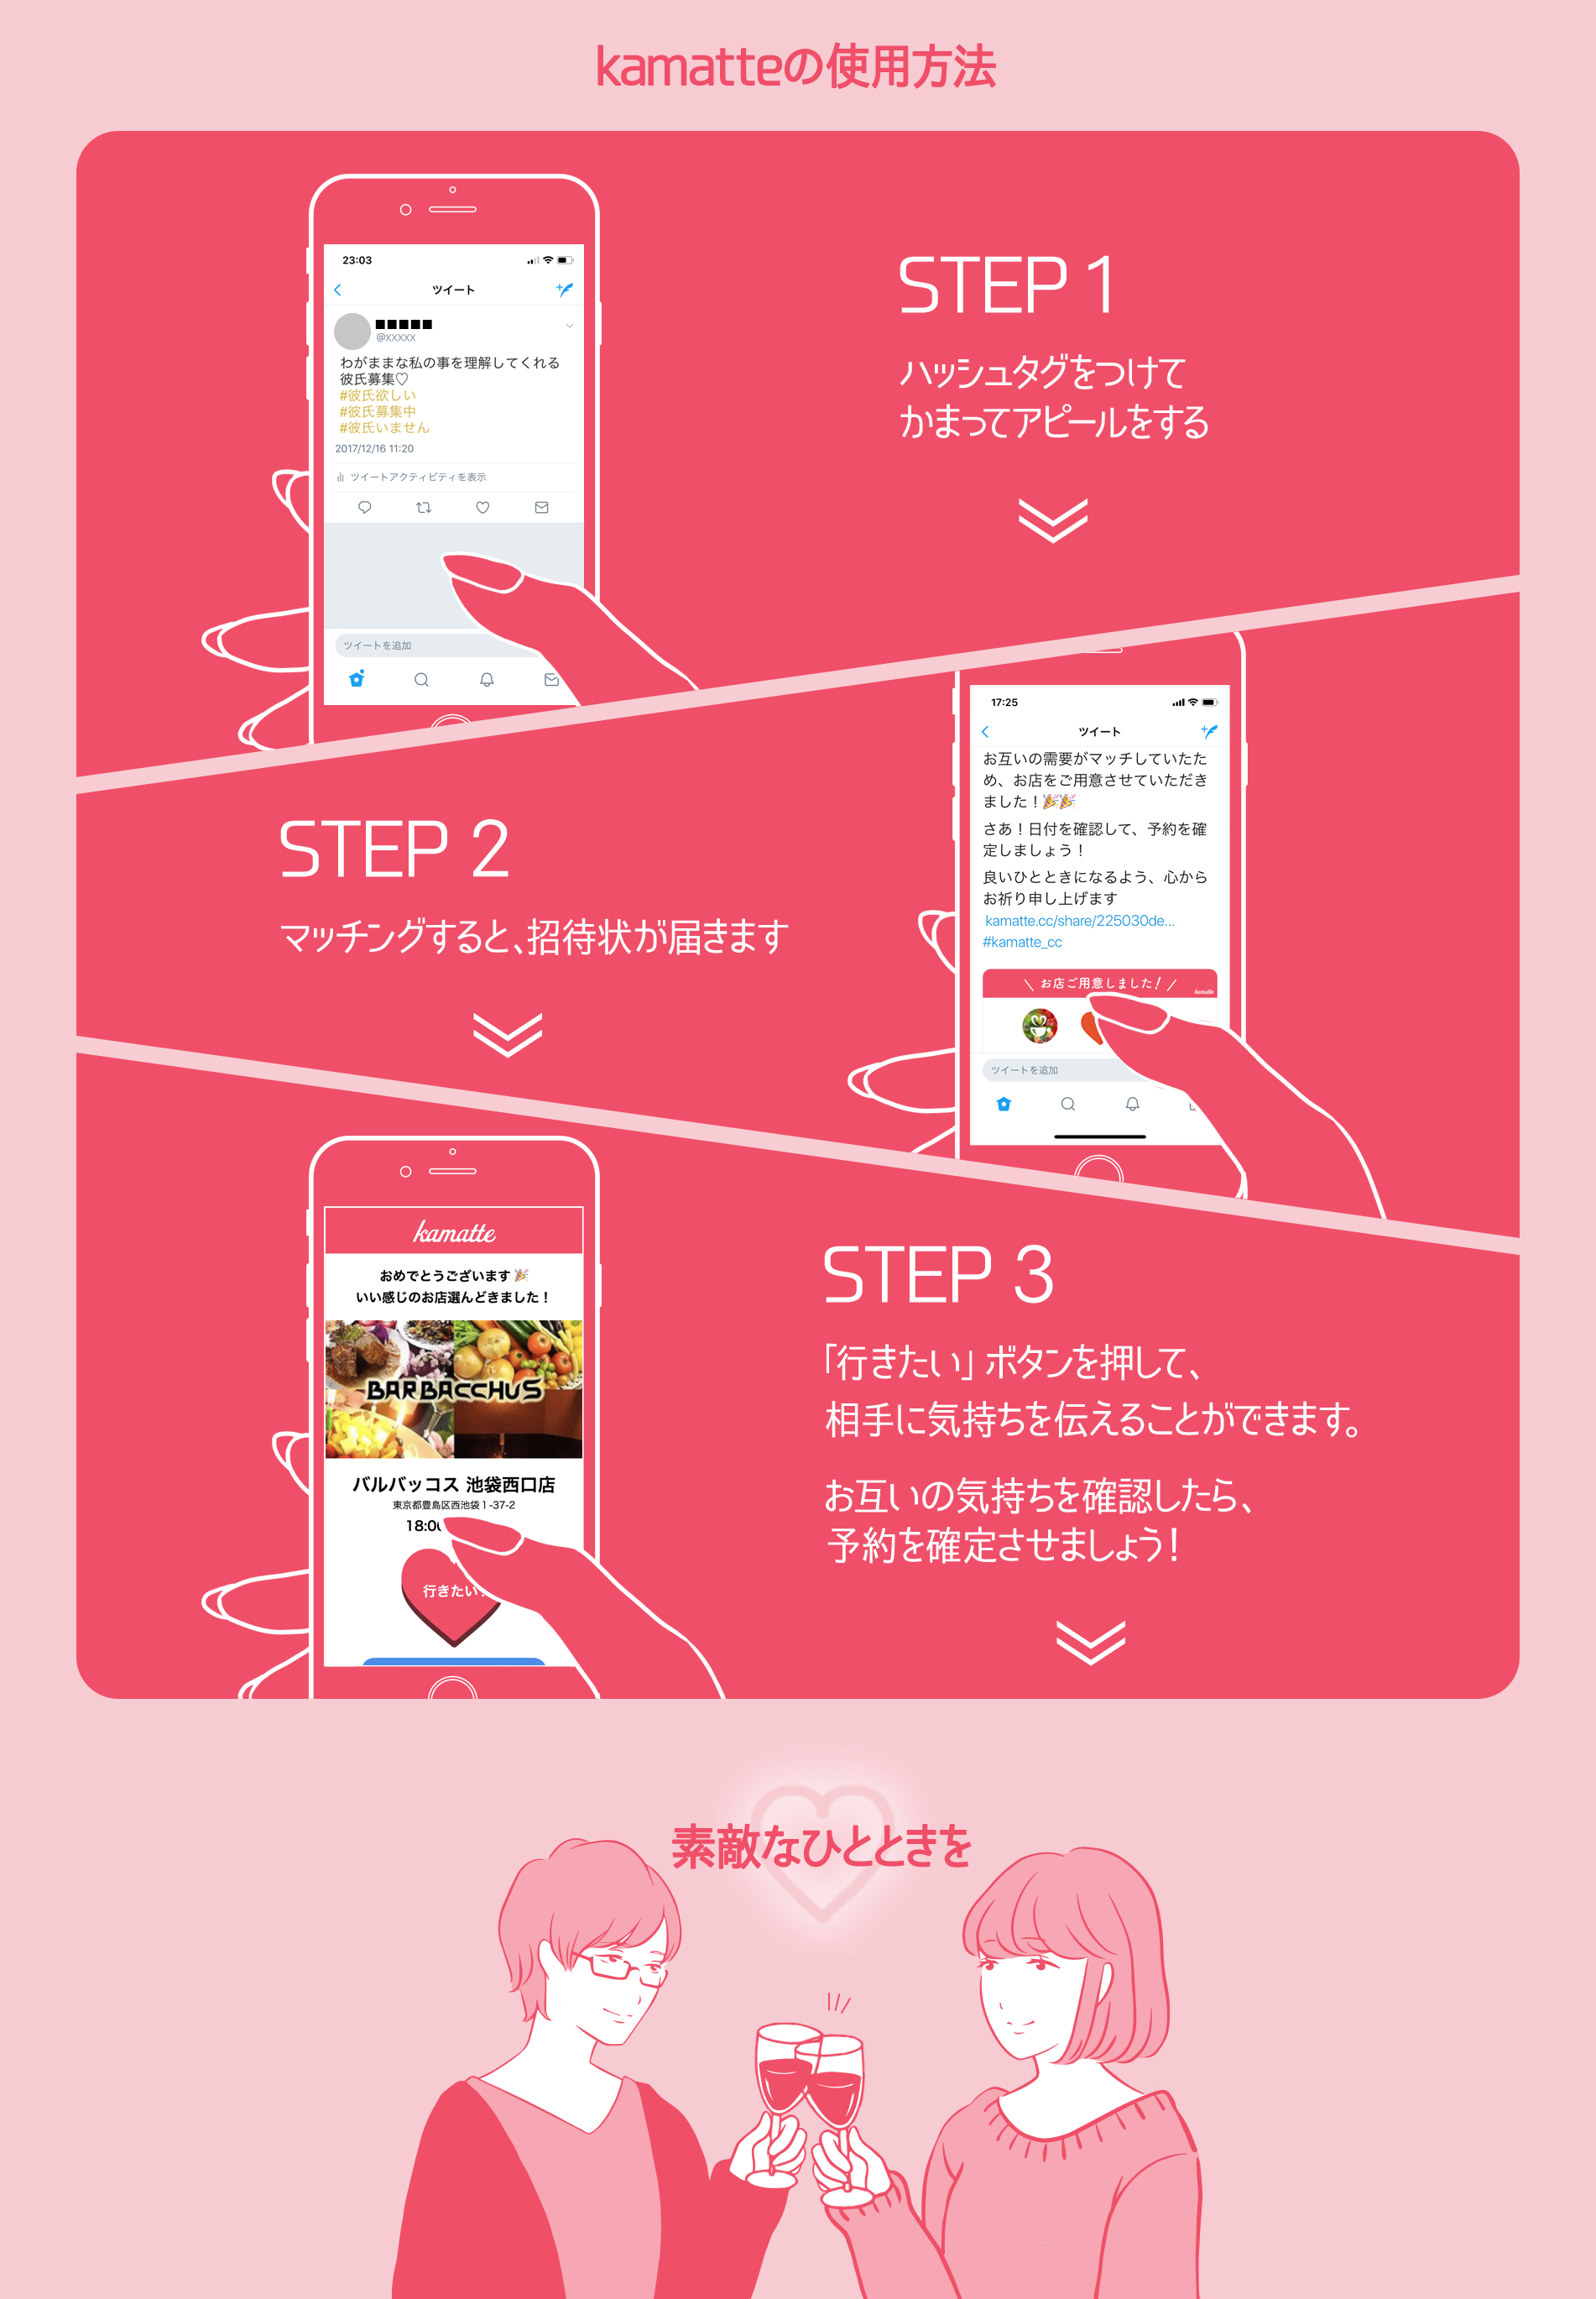 kamatteの使用方法
23:03
ツイート
■■■■■
@XXXXX
わがままな私の事を理解してくれる
彼氏募集♡
#彼氏欲しい
#彼氏募集中
#彼氏いません
2017/12/16 11:20
ツイートアクティビティを表示
ツイートを追加
STEP 1
ハッシュタグをつけて
かまってアピールをする
STEP 2
マッチングすると、招待状が届きます
17:25
ツイート
お互いの需要がマッチしていたた
め、お店をご用意させていただき
ました！🎉🎉
さあ！日付を確認して、予約を確
定しましょう！
良いひとときになるよう、心から
お祈り申し上げます
kamatte.cc/share/225030de...
#kamatte_cc
\ お店ご用意しました! /
kamatte
ツイートを追加
kamatte
おめでとうございます🎉
いい感じのお店選んどきました！
BARBACCHUS
バルバッコス 池袋西口店
東京都豊島区西池袋１-37-2
18:00
行きたい
STEP 3
「行きたい」ボタンを押して、
相手に気持ちを伝えることができます。
お互いの気持ちを確認したら、
予約を確定させましょう！
素敵なひとときを